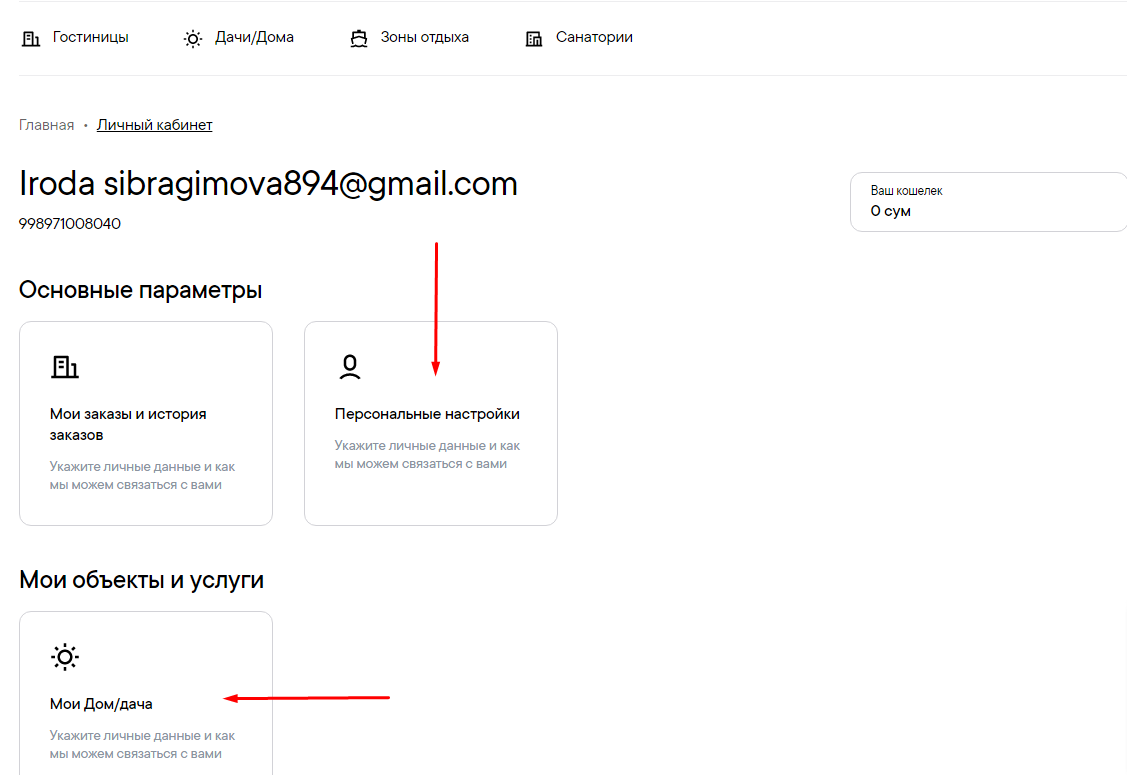 Гостиницы Дачи/Дома Зоны отдыха Санатории
Главная • Личный кабинет
Iroda sibragimova894@gmail.com
998971008040
Ваш кошелек
0 сум
Основные параметры
Мои заказы и история
заказов
Укажите личные данные и как
мы можем связаться с вами
Персональные настройки
Укажите личные данные и как
мы можем связаться с вами
Мои объекты и услуги
Мои Дом/дача
Укажите личные данные и как
мы можем связаться с вами